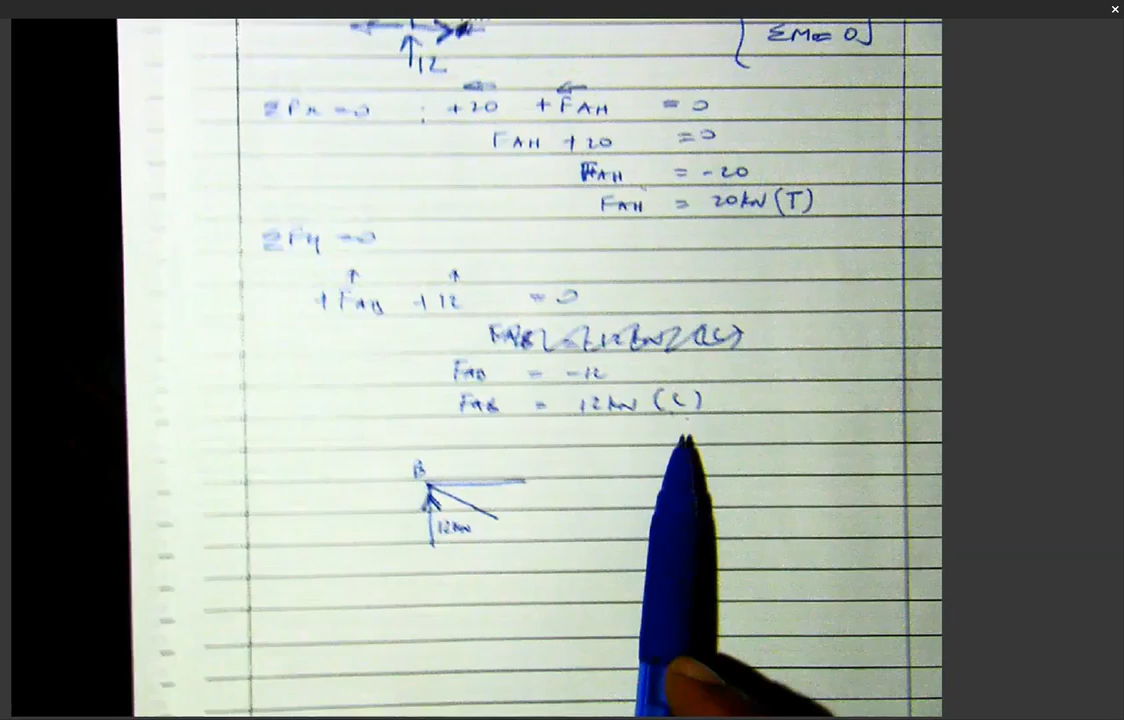 12
ΣM = 0]
ΣFx = 0 : +20 + FAH = 0
FAH + 20 = 0
FAH = -20
FAH = 20kN (T)
ΣFy = 0
+ FAB + 12 = 0
FAB = -12
FAB = 12kN (C)
B
12kN